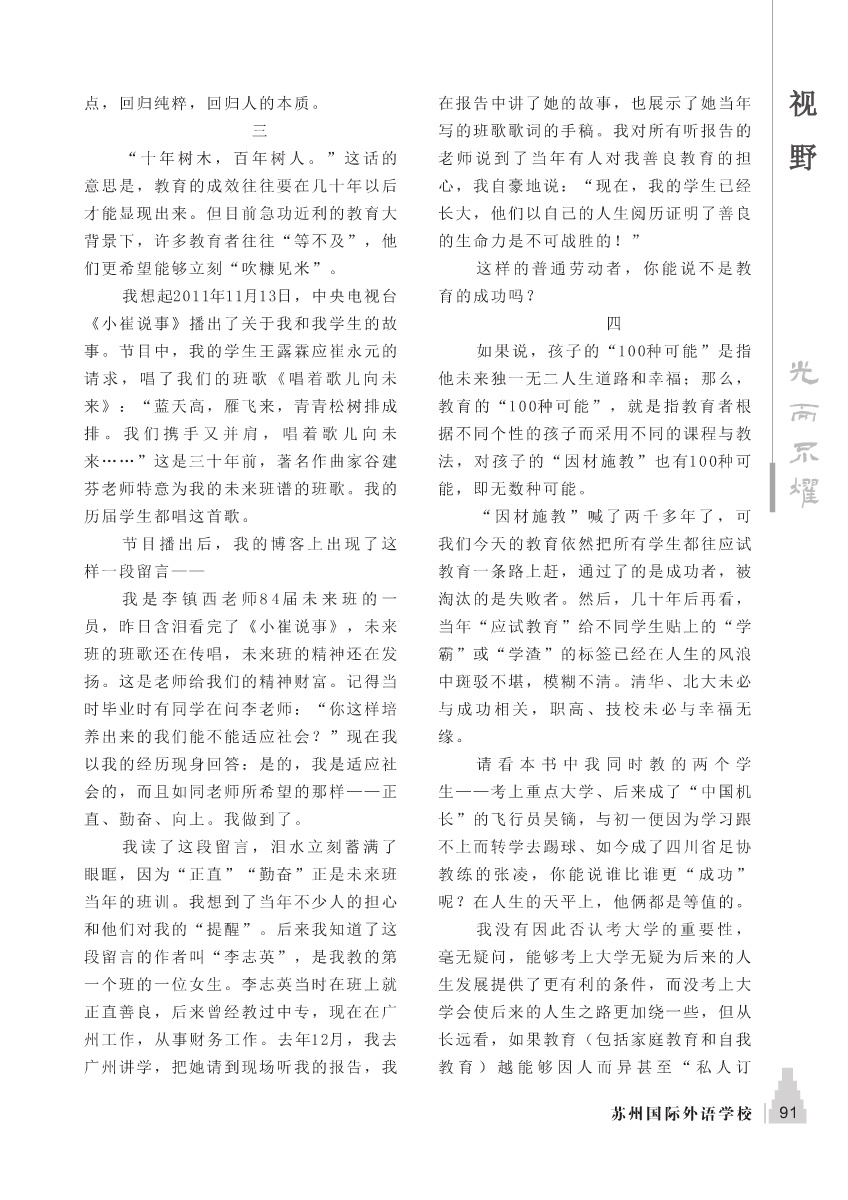 点，回归纯粹，回归人的本质。
三
“十年树木，百年树人。”这话的
意思是，教育的成效往往要在几十年以后
才能显现出来。但目前急功近利的教育大
背景下，许多教育者往往“等不及”，他
们更希望能够立刻“吹糠见米”。
我想起2011年11月13日，中央电视台
《小崔说事》播出了关于我和我学生的故
事。节目中，我的学生王露霖应崔永元的
请求，唱了我们的班歌《唱着歌儿向未
来》：“蓝天高，雁飞来，青青松树排成
排。我们携手又并肩，唱着歌儿向未
来……”这是三十年前，著名作曲家谷建
芬老师特意为我的未来班谱的班歌。我的
历届学生都唱这首歌。
节目播出后，我的博客上出现了这
样一段留言——
我是李镇西老师84届未来班的一
员，昨日含泪看完了《小崔说事》，未来
班的班歌还在传唱，未来班的精神还在发
扬。这是老师给我们的精神财富。记得当
时毕业时有同学在问李老师：“你这样培
养出来的我们能不能适应社会？”现在我
以我的经历现身回答：是的，我是适应社
会的，而且如同老师所希望的那样——正
直、勤奋、向上。我做到了。
我读了这段留言，泪水立刻蓄满了
眼眶，因为“正直”“勤奋”正是未来班
当年的班训。我想到了当年不少人的担心
和他们对我的“提醒”。后来我知道了这
段留言的作者叫“李志英”，是我教的第
一个班的一位女生。李志英当时在班上就
正直善良，后来曾经教过中专，现在在广
州工作，从事财务工作。去年12月，我去
广州讲学，把她请到现场听我的报告，我
在报告中讲了她的故事，也展示了她当年
写的班歌歌词的手稿。我对所有听报告的
老师说到了当年有人对我善良教育的担
心，我自豪地说：“现在，我的学生已经
长大，他们以自己的人生阅历证明了善良
的生命力是不可战胜的！”
这样的普通劳动者，你能说不是教
育的成功吗？
四
如果说，孩子的“100种可能”是指
他未来独一无二人生道路和幸福；那么，
教育的“100种可能”，就是指教育者根
据不同个性的孩子而采用不同的课程与教
法，对孩子的“因材施教”也有100种可
能，即无数种可能。
“因材施教”喊了两千多年了，可
我们今天的教育依然把所有学生都往应试
教育一条路上赶，通过了的是成功者，被
淘汰的是失败者。然后，几十年后再看，
当年“应试教育”给不同学生贴上的“学
霸”或“学渣”的标签已经在人生的风浪
中斑驳不堪，模糊不清。清华、北大未必
与成功相关，职高、技校未必与幸福无
缘。
请看本书中我同时教的两个学
生——考上重点大学、后来成了“中国机
长”的飞行员吴镝，与初一便因为学习跟
不上而转学去踢球、如今成了四川省足协
教练的张凌，你能说谁比谁更“成功”
呢？在人生的天平上，他俩都是等值的。
我没有因此否认考大学的重要性，
毫无疑问，能够考上大学无疑为后来的人
生发展提供了更有利的条件，而没考上大
学会使后来的人生之路更加绕一些，但从
长远看，如果教育（包括家庭教育和自我
教育）越能够因人而异甚至“私人订
视野
光而不耀
苏州国际外语学校
91